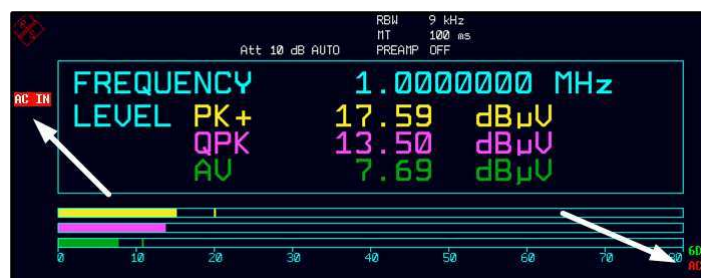 RBW 9 kHz
MT 100 ms
Att 10 dB AUTO PREAMP OFF
AC IN
FREQUENCY 1.0000000 MHz
LEVEL PK+ 17.59 dBµV
QPK 13.50 dBµV
AV 7.69 dBµV
0 10 20 30 40 50 60 70 80
6D
AC